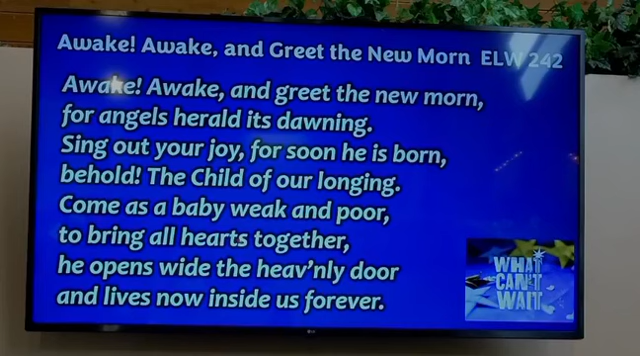 Awake! Awake, and Greet the New Morn ELW 242
Awake! Awake, and greet the new morn,
for angels herald its dawning.
Sing out your joy, for soon he is born,
behold! The Child of our longing.
Come as a baby weak and poor,
to bring all hearts together,
he opens wide the heav'nly door
and lives now inside us forever.
WHAT
CAN'T
WAIT
LG